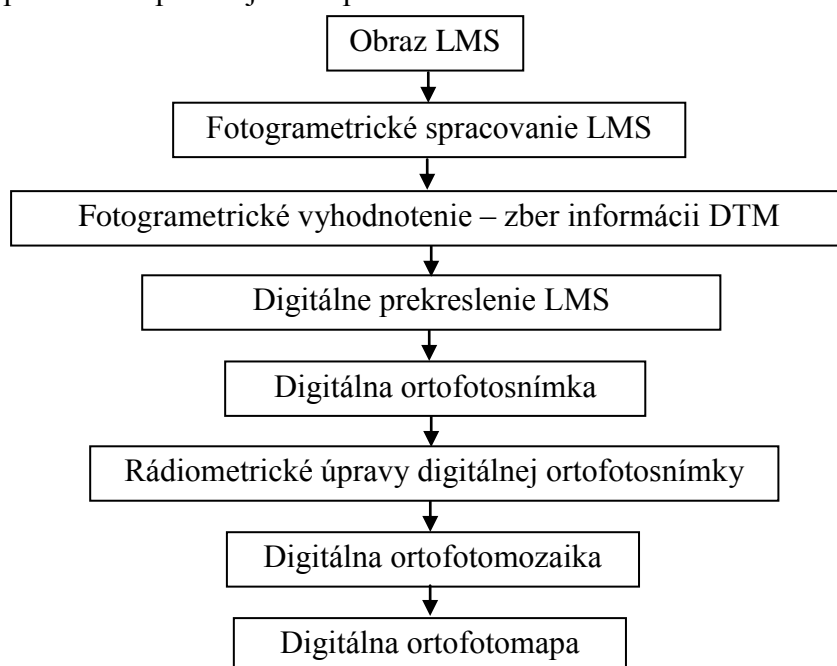 Obraz LMS
Fotogrametrické spracovanie LMS
Fotogrametrické vyhodnotenie – zber informácii DTM
Digitálne prekreslenie LMS
Digitálna ortofotosnímka
Rádiometrické úpravy digitálnej ortofotosnímky
Digitálna ortofotomozaika
Digitálna ortofotomapa